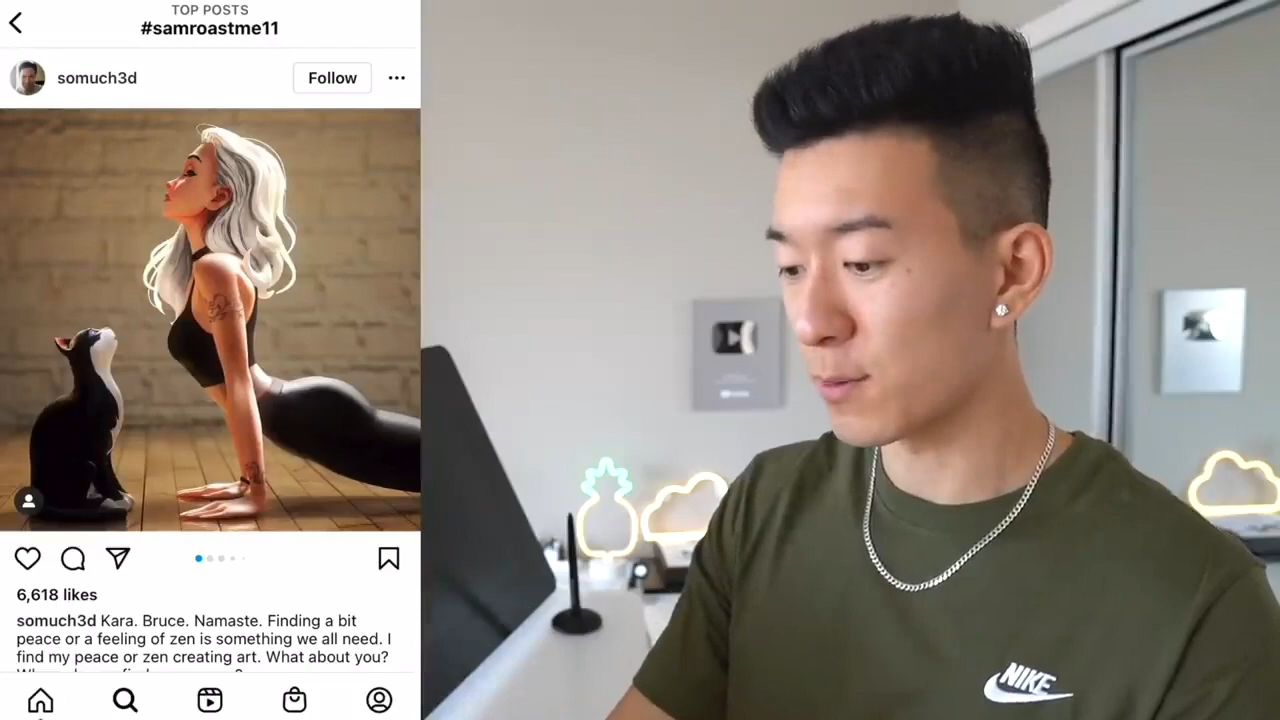 TOP POSTS
#samroastme11
somuch3d
Follow
6,618 likes
somuch3d Kara. Bruce. Namaste. Finding a bit
peace or a feeling of zen is something we all need. I
find my peace or zen creating art. What about you?
NIKE